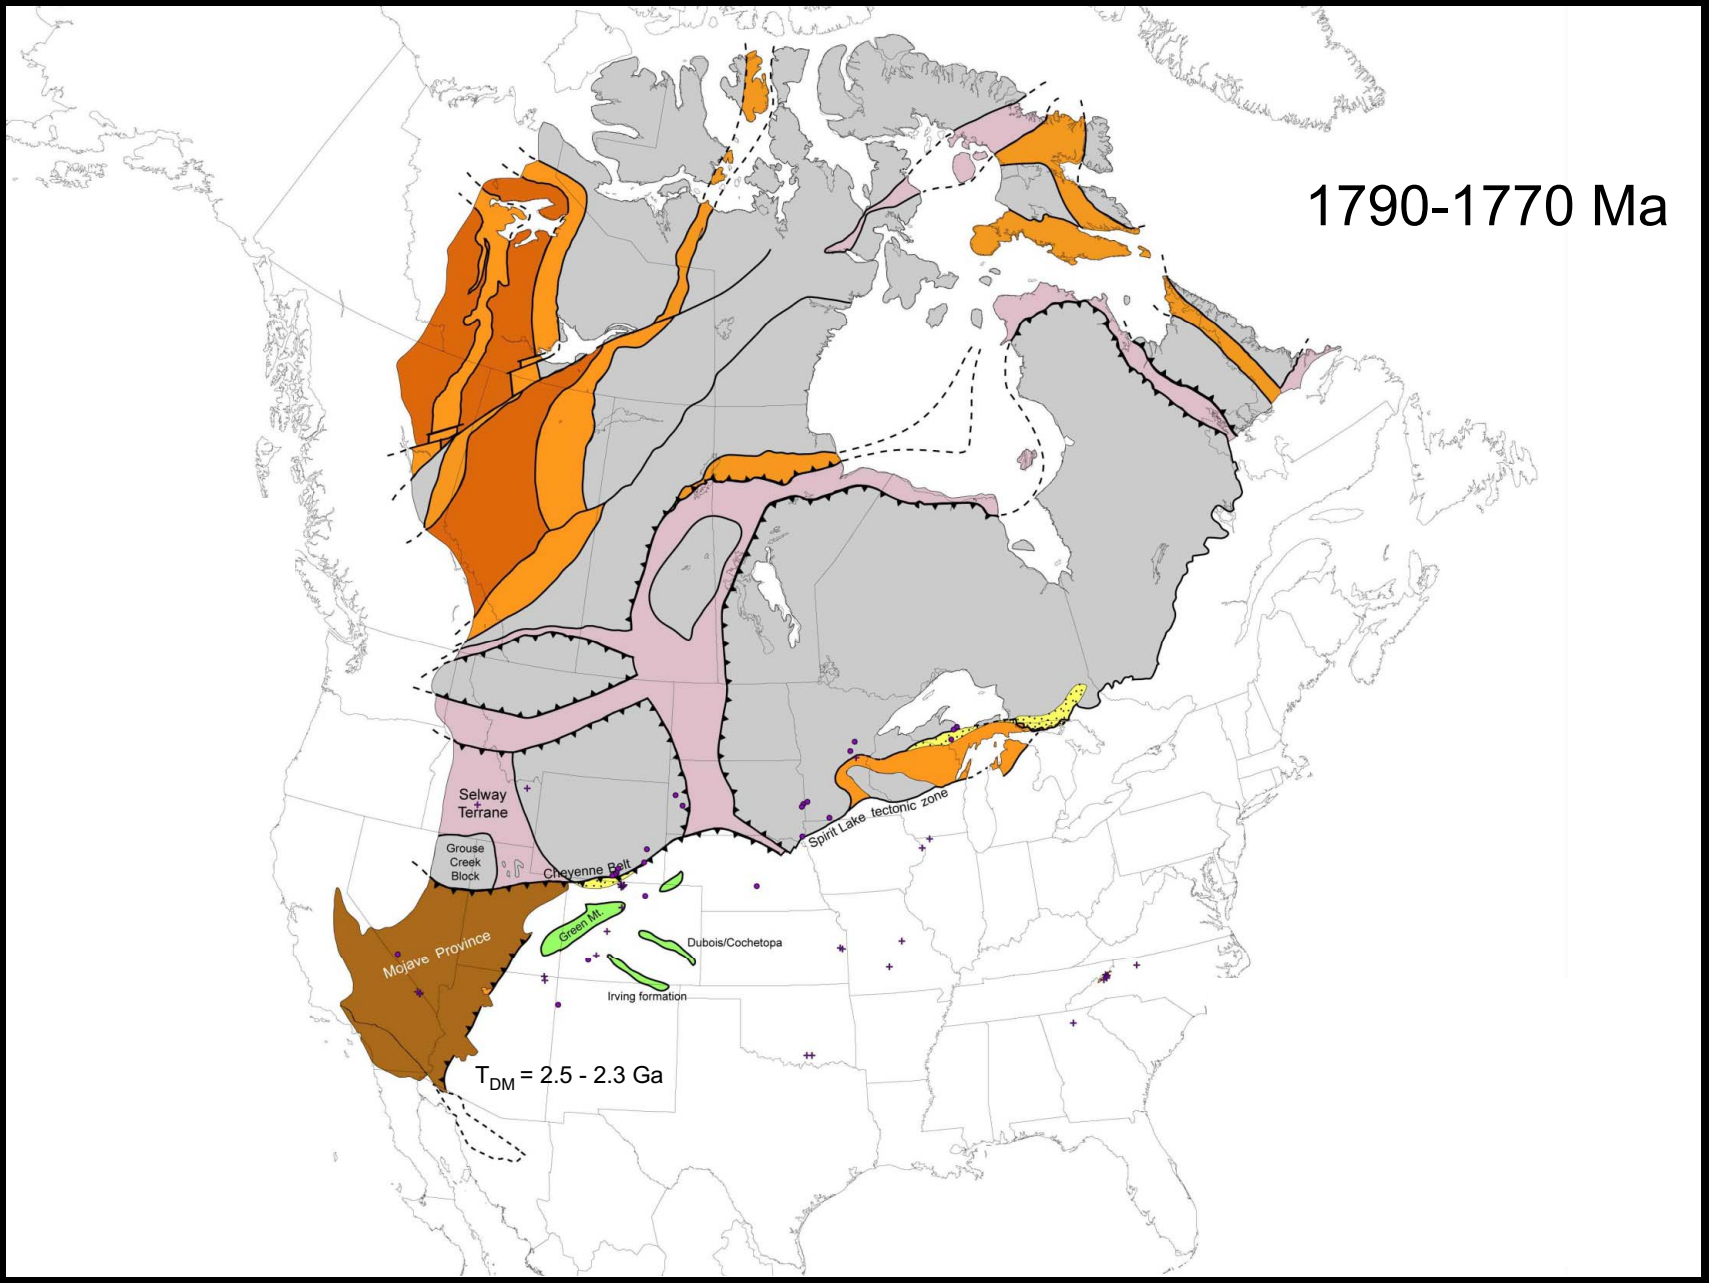 1790-1770 Ma
Selway
Terrane
Grouse
Creek
Block
Cheyenne Belt
Spirit Lake tectonic zone
Green Mt.
Mojave Province
Dubois/Cochetopa
Irving formation
TDM = 2.5 - 2.3 Ga